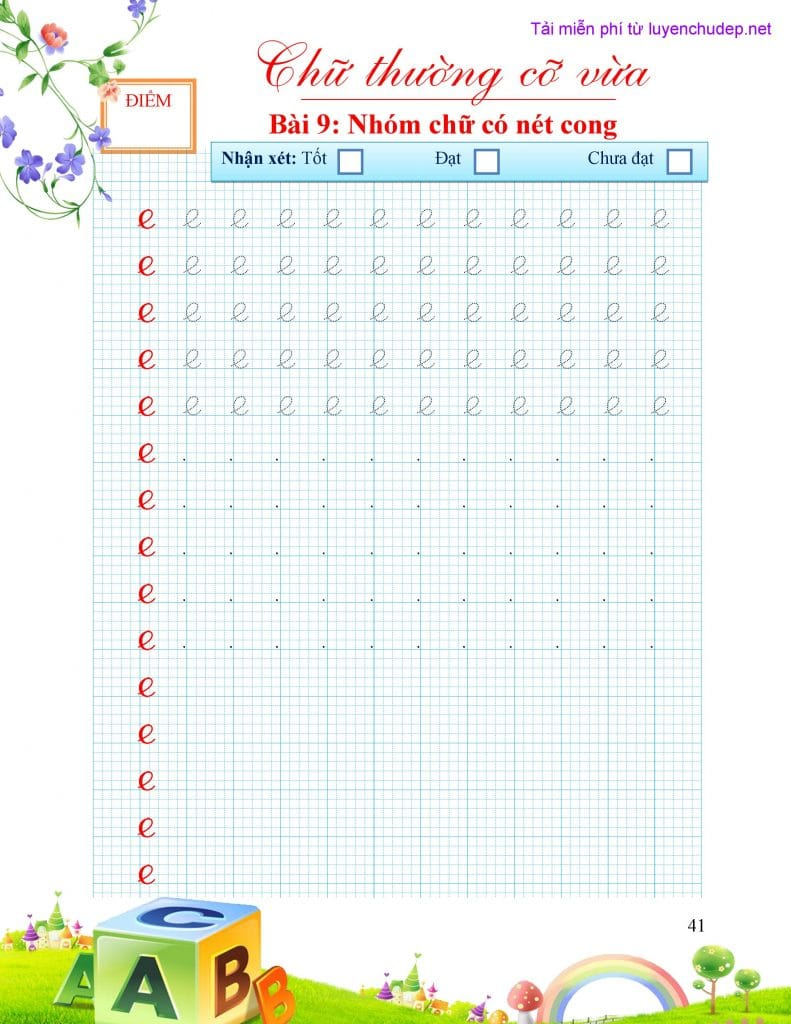 Tải miễn phí từ luyenchudep.net
Chữ thường cỡ vừa
ĐIỂM
Bài 9: Nhóm chữ có nét cong
Nhận xét: Tốt Đạt Chưa đạt
e e e e e e e e e e e e
e e e e e e e e e e e e
e e e e e e e e e e e e
e e e e e e e e e e e e
e e e e e e e e e e e e
e . . . . . . . . . . .
e . . . . . . . . . . .
e . . . . . . . . . . .
e . . . . . . . . . . .
e . . . . . . . . . . .
e
e
e
e
e
41
C
A A B B